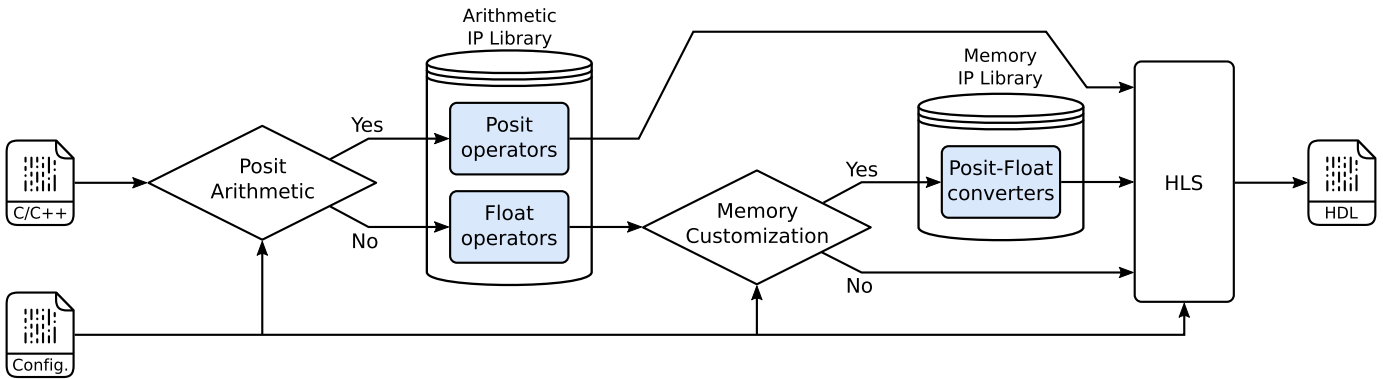 Arithmetic
IP Library
Memory
IP Library
Yes
Posit
operators
Posit
Arithmetic
C/C++
No
Float
operators
Memory
Customization
Yes
Posit-Float
converters
No
HLS
HDL
Config.